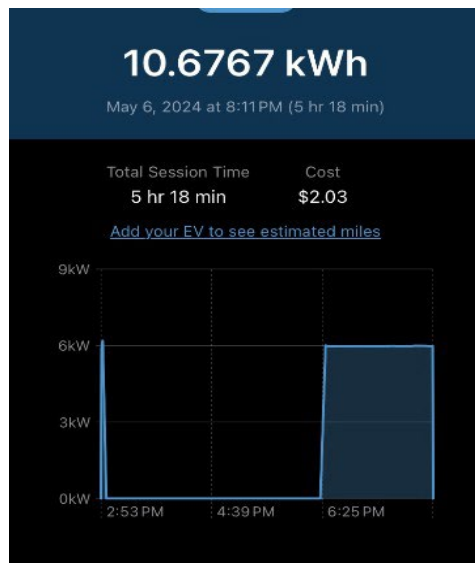 10.6767 kWh
May 6, 2024 at 8:11 PM (5 hr 18 min)
Total Session Time Cost
5 hr 18 min $2.03
Add your EV to see estimated miles
9kW
6kW
3kW
0kW
2:53 PM 4:39 PM 6:25 PM